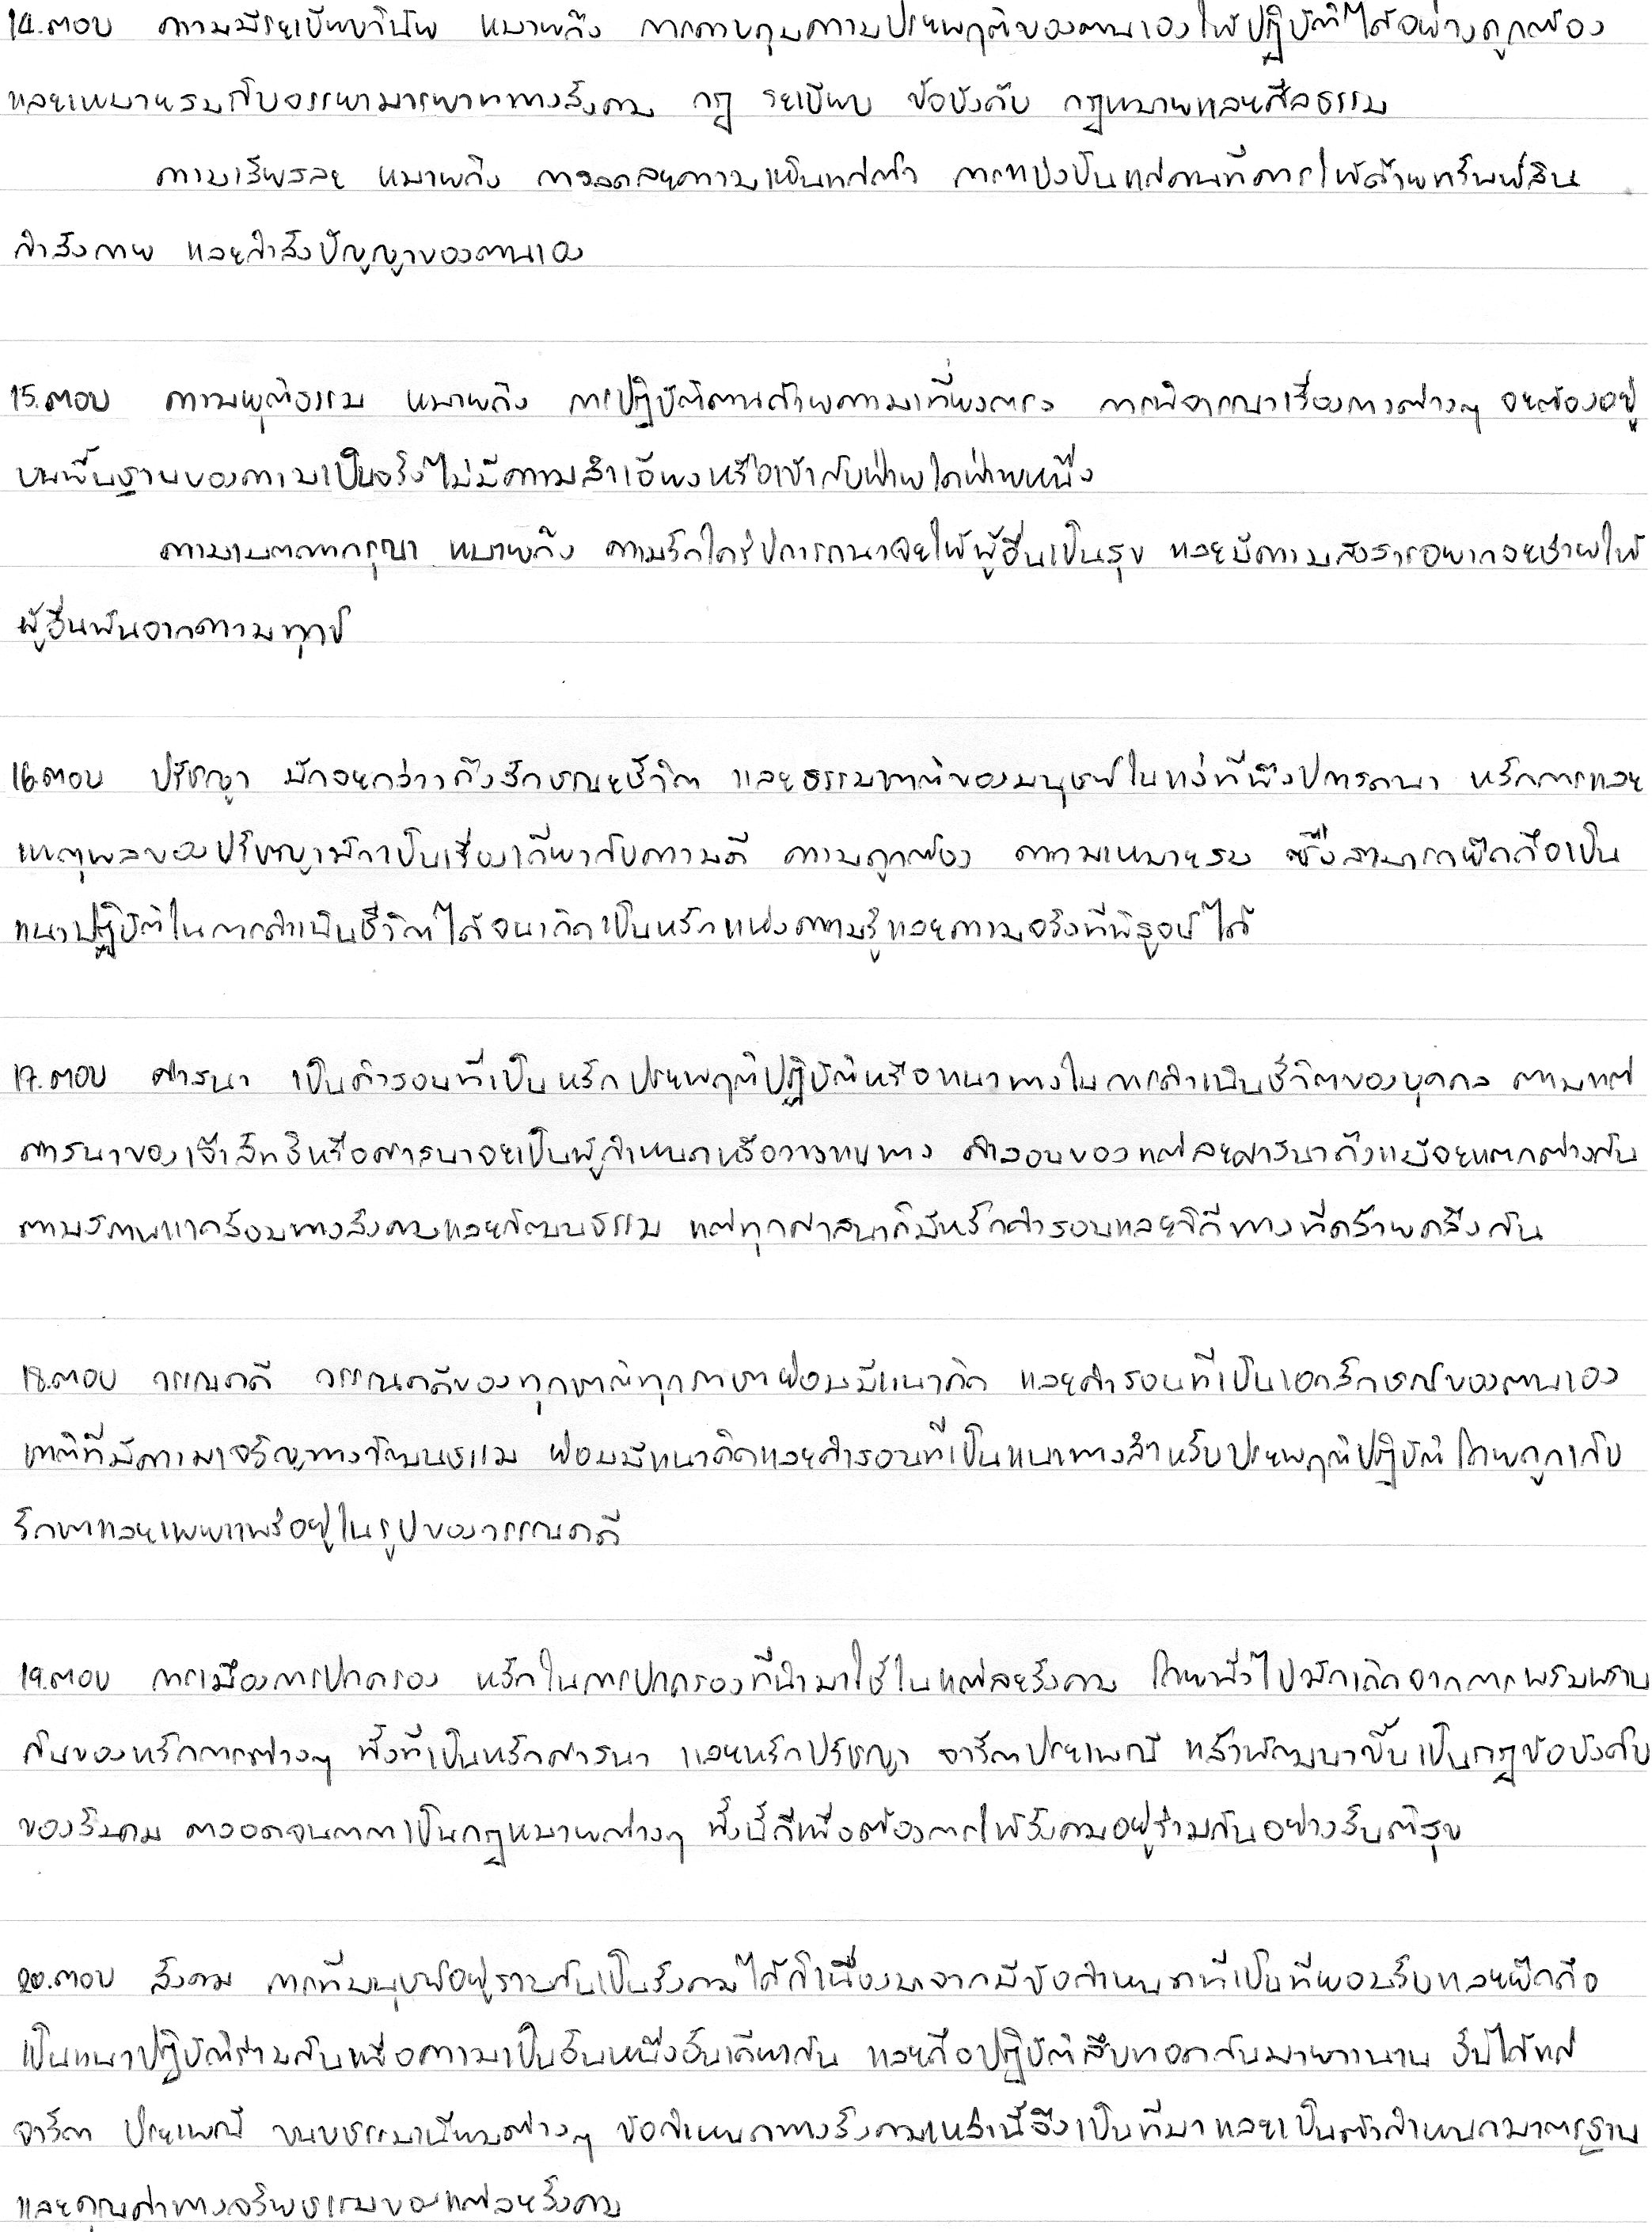 14.ตอบ ความมีระเบียบวินัย หมายถึง การควบคุมความประพฤติของตนเองให้ปฏิบัติได้อย่างถูกต้อง
และเหมาะสมกับจรรยามารยาททางสังคม กฎ ระเบียบ ข้อบังคับ กฎหมายและศีลธรรม
ความเสียสละ หมายถึง การลดละความเห็นแก่ตัว การแบ่งปันแก่คนที่ควรให้ด้วยทรัพย์สิน
กำลังกาย และกำลังปัญญาของตนเอง
15.ตอบ ความยุติธรรม หมายถึง การปฏิบัติตนด้วยความเที่ยงตรง การพิจารณาเรื่องราวต่างๆ จะต้องอยู่
บนพื้นฐานของความเป็นจริงไม่มีความลำเอียงหรือเข้ากับฝ่ายใดฝ่ายหนึ่ง
ความเมตตากรุณา หมายถึง ความรักใคร่ปรารถนาจะให้ผู้อื่นเป็นสุข และมีความสงสารอยากจะช่วยให้
ผู้อื่นพ้นจากความทุกข์
16.ตอบ ปรัชญา มักจะกล่าวถึงลักษณะชีวิต และธรรมชาติของมนุษย์ในแง่ที่พึงปรารถนา หลักการและ
เหตุผลของปรัชญามักเป็นเรื่องเกี่ยวกับความดี ความถูกต้อง ความเหมาะสม ซึ่งสามารถยึดถือเป็น
แนวปฏิบัติในการดำเนินชีวิตได้จนเกิดเป็นหลักแห่งความรู้และความจริงที่พิสูจน์ได้
17.ตอบ ศาสนา เป็นคำสอนที่เป็นหลักประพฤติปฏิบัติหรือแนวทางในการดำเนินชีวิตของบุคคล ตามแต่
ศาสนาของเจ้าลัทธิหรือศาสนาจะเป็นผู้กำหนดหรือวางแนวทาง คำสอนของแต่ละศาสนาถึงแม้จะแตกต่างกัน
ตามสภาพแวดล้อมทางสังคมและวัฒนธรรม แต่ทุกศาสนาก็มีหลักคำสอนและวิถีทางที่คล้ายคลึงกัน
18.ตอบ วรรณคดี วรรณคดีของทุกชาติทุกภาษาย่อมมีแนวคิด และคำสอนที่เป็นเอกลักษณ์ของตนเอง
ชาติที่มีความเจริญทางวัฒนธรรม ย่อมมีแนวคิดและคำสอนที่เป็นแนวทางสำหรับประพฤติปฏิบัติ โดยถูกเก็บ
รักษาและเผยแพร่อยู่ในรูปของวรรณคดี
19.ตอบ การเมืองการปกครอง หลักในการปกครองที่นำมาใช้ในแต่ละสังคม โดยทั่วไปมักเกิดจากการผสมผสาน
กันของหลักการต่างๆ ทั้งที่เป็นหลักศาสนา และหลักปรัชญา จารีตประเพณี แล้วพัฒนาขึ้นเป็นกฎข้อบังคับ
ของสังคม ตลอดจนตราเป็นกฎหมายต่างๆ ทั้งนี้ก็เพื่อต้องการให้สังคมอยู่ร่วมกันอย่างสันติสุข
20.ตอบ สังคม การที่มนุษย์อยู่รวมกันเป็นสังคมได้ก็เนื่องมาจากมีข้อกำหนดที่เป็นที่ยอมรับและยึดถือ
เป็นแนวปฏิบัติร่วมกันเพื่อความเป็นอันหนึ่งอันเดียวกัน และถือปฏิบัติสืบทอดกันมายาวนาน อันได้แก่
จารีต ประเพณี ขนบธรรมเนียมต่างๆ ข้อกำหนดทางสังคมเหล่านี้จึงเป็นที่มาและเป็นตัวกำหนดมาตรฐาน
และคุณค่าทางจริยธรรมของแต่ละสังคม